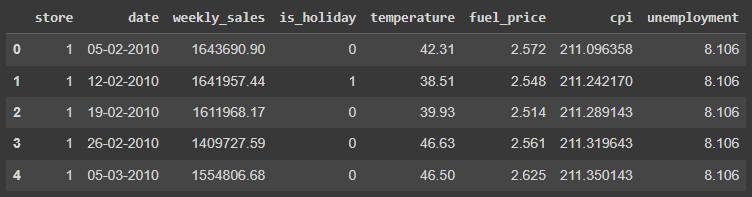 store date weekly_sales is_holiday temperature fuel_price cpi unemployment
0 1 05-02-2010 1643690.90 0 42.31 2.572 211.096358 8.106
1 1 12-02-2010 1641957.44 1 38.51 2.548 211.242170 8.106
2 1 19-02-2010 1611968.17 0 39.93 2.514 211.289143 8.106
3 1 26-02-2010 1409727.59 0 46.63 2.561 211.319643 8.106
4 1 05-03-2010 1554806.68 0 46.50 2.625 211.350143 8.106